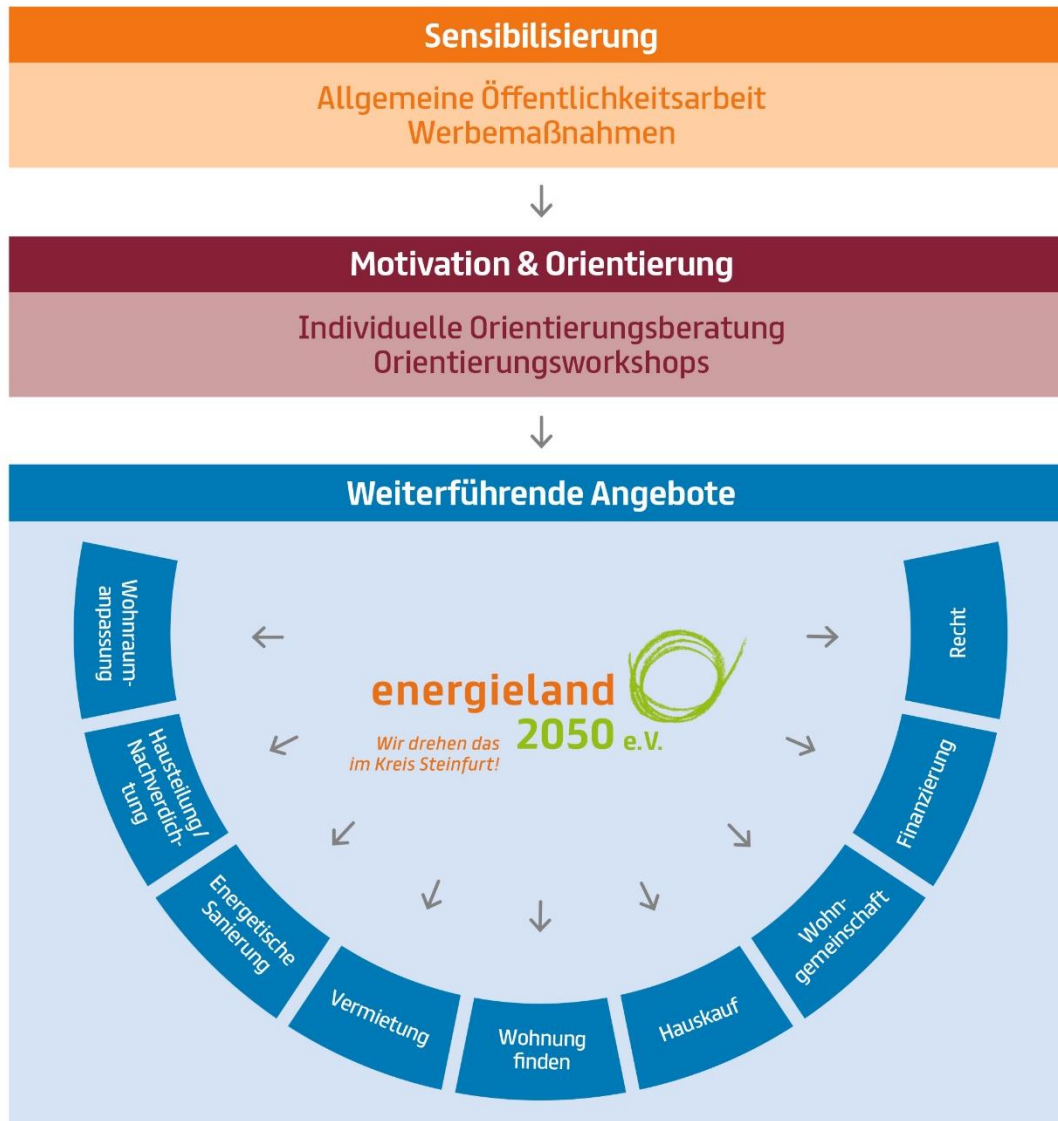 Sensibilisierung
Allgemeine Öffentlichkeitsarbeit
Werbemaßnahmen
Motivation & Orientierung
Individuelle Orientierungsberatung
Orientierungsworkshops
Weiterführende Angebote
energieland
2050 e.V.
Wir drehen das
im Kreis Steinfurt!
Wohnraum-
anpassung
Hausteilung/
Nachverdich-
tung
Energetische
Sanierung
Vermietung
Wohnung
finden
Hauskauf
Wohn-
gemeinschaft
Finanzierung
Recht